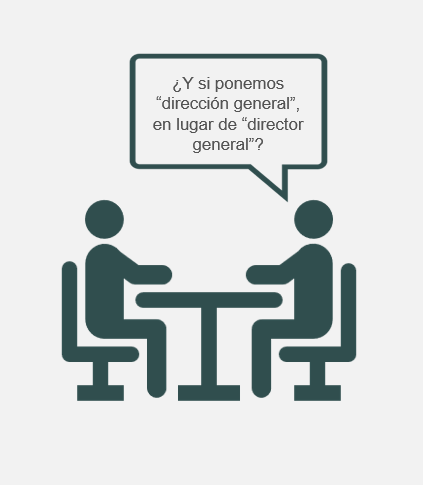 ¿Y si ponemos
“dirección general”,
en lugar de “director
general”?